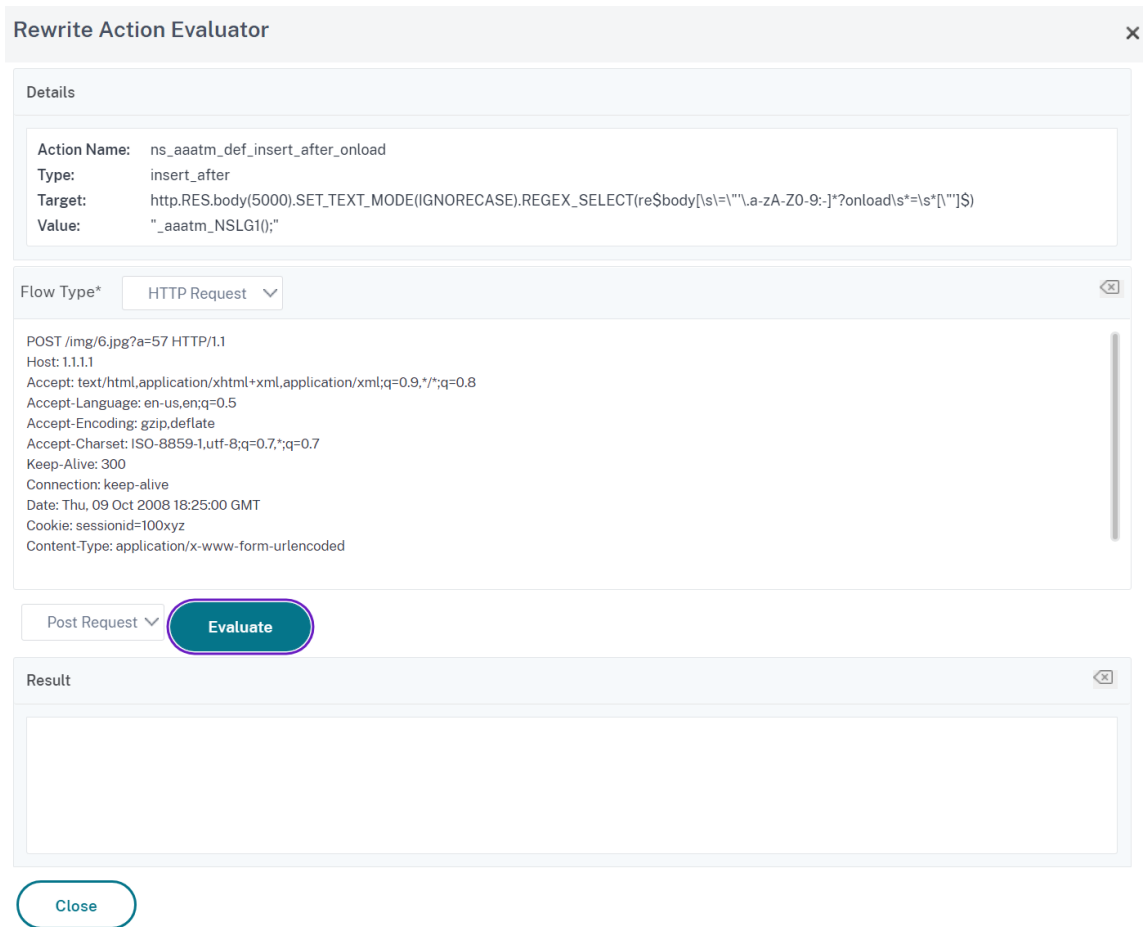 Rewrite Action Evaluator
Details
Action Name: ns_aaatm_def_insert_after_onload
Type: insert_after
Target: http.RES.body(5000).SET_TEXT_MODE(IGNORECASE).REGEX_SELECT(re$body[\s\=\"'\.a-zA-Z0-9:-]*?onload\s*=\s*[\"']$)
Value: "_aaatm_NSLG1();"
Flow Type* HTTP Request
POST /img/6.jpg?a=57 HTTP/1.1
Host: 1.1.1.1
Accept: text/html,application/xhtml+xml,application/xml;q=0.9,*/*;q=0.8
Accept-Language: en-us,en;q=0.5
Accept-Encoding: gzip,deflate
Accept-Charset: ISO-8859-1,utf-8;q=0.7,*;q=0.7
Keep-Alive: 300
Connection: keep-alive
Date: Thu, 09 Oct 2008 18:25:00 GMT
Cookie: sessionid=100xyz
Content-Type: application/x-www-form-urlencoded
Post Request Evaluate
Result
Close